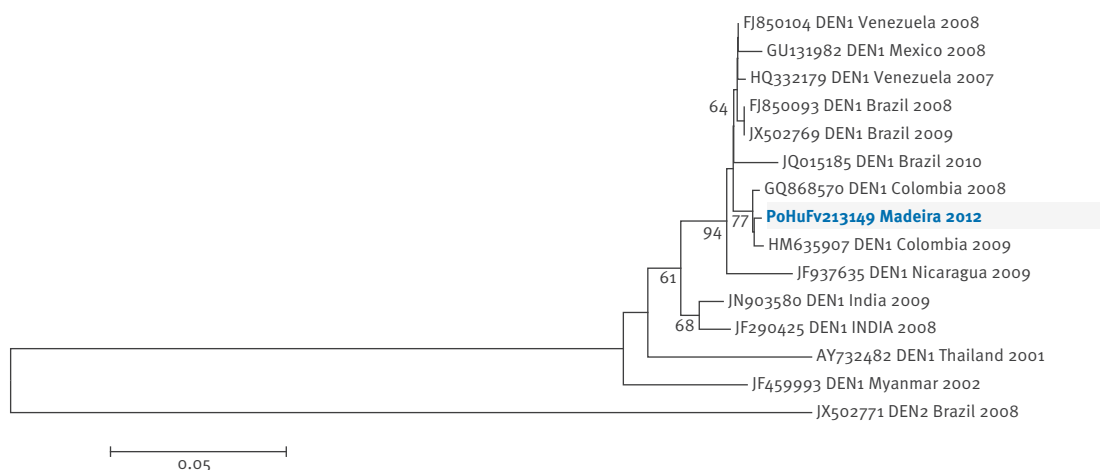 FJ850104 DEN1 Venezuela 2008
GU131982 DEN1 Mexico 2008
HQ332179 DEN1 Venezuela 2007
64
FJ850093 DEN1 Brazil 2008
JX502769 DEN1 Brazil 2009
JQ015185 DEN1 Brazil 2010
GQ868570 DEN1 Colombia 2008
77
PoHuFv213149 Madeira 2012
94
HM635907 DEN1 Colombia 2009
JF937635 DEN1 Nicaragua 2009
61
JN903580 DEN1 India 2009
68
JF290425 DEN1 INDIA 2008
AY732482 DEN1 Thailand 2001
JF459993 DEN1 Myanmar 2002
JX502771 DEN2 Brazil 2008
0.05